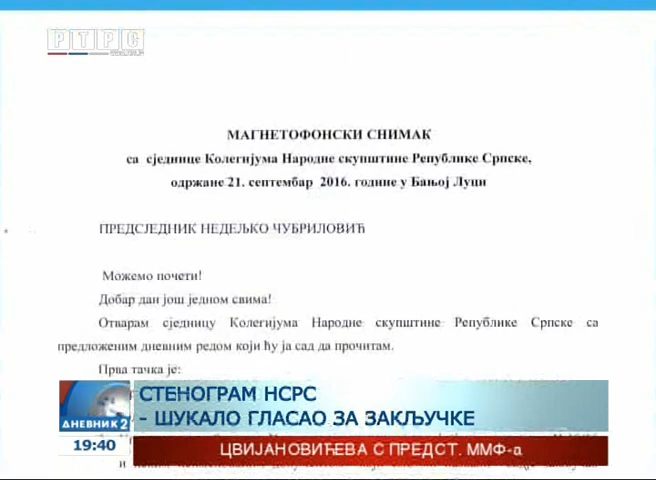 РТРС
МАГНЕТОФОНСКИ СНИМАК
са сједнице Колегијума Народне скупштине Републике Српске,
одржане 21. септембар 2016. године у Бањој Луци
ПРЕДСЈЕДНИК НЕДЕЉКО ЧУБРИЛОВИЋ
Можемо почети!
Добар дан још једном свима!
Отварам сједницу Колегијума Народне скупштине Републике Српске са
предложеним дневним редом који ћу ја сад да прочитам.
Прва тачка је:
СТЕНОГРАМ НСРС
- ШУКАЛО ГЛАСАО ЗА ЗАКЉУЧКЕ
ДНЕВНИК 2
19:40
ЦВИЈАНОВИЋЕВА С ПРЕДСТ. ММФ-а